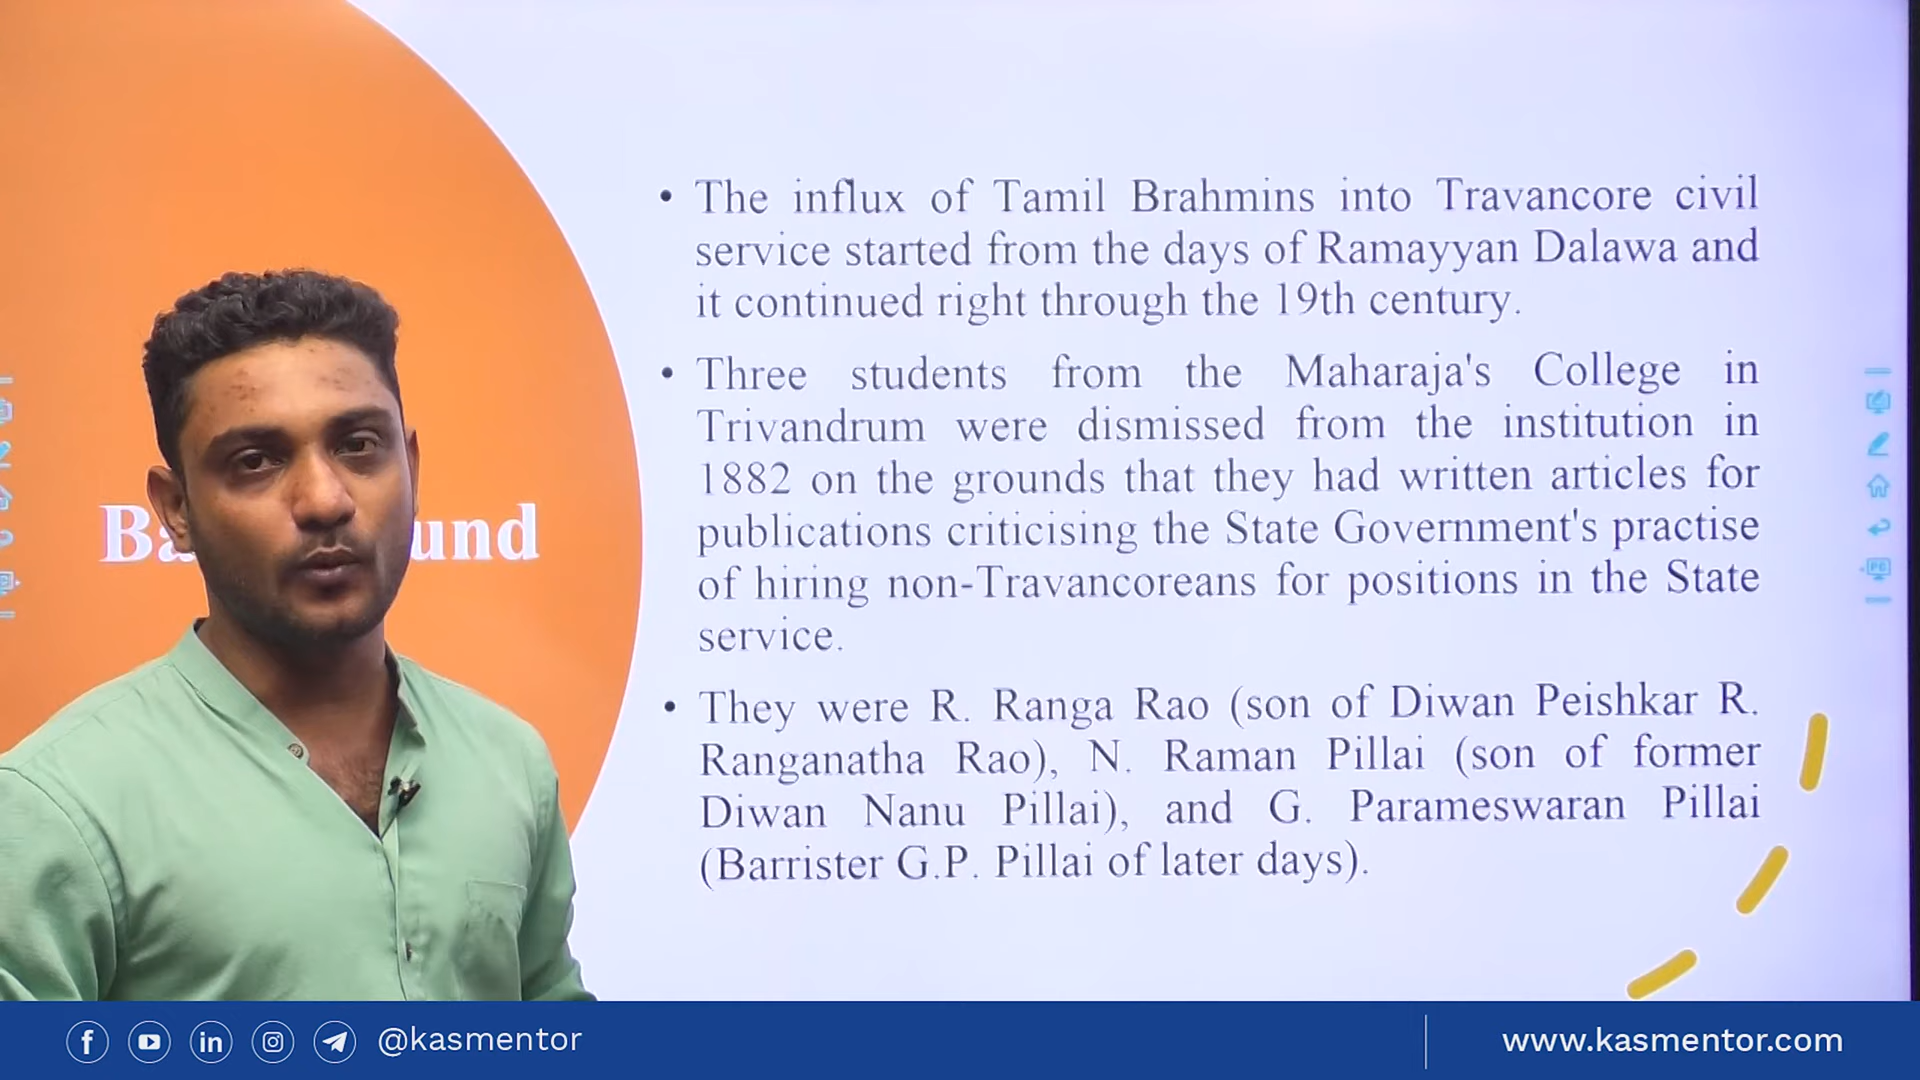 Ba und
• The influx of Tamil Brahmins into Travancore civil
service started from the days of Ramayyan Dalawa and
it continued right through the 19th century.
• Three students from the Maharaja's College in
Trivandrum were dismissed from the institution in
1882 on the grounds that they had written articles for
publications criticising the State Government's practise
of hiring non-Travancoreans for positions in the State
service.
• They were R. Ranga Rao (son of Diwan Peishkar R.
Ranganatha Rao), N. Raman Pillai (son of former
Diwan Nanu Pillai), and G. Parameswaran Pillai
(Barrister G.P. Pillai of later days).
@kasmentor
www.kasmentor.com